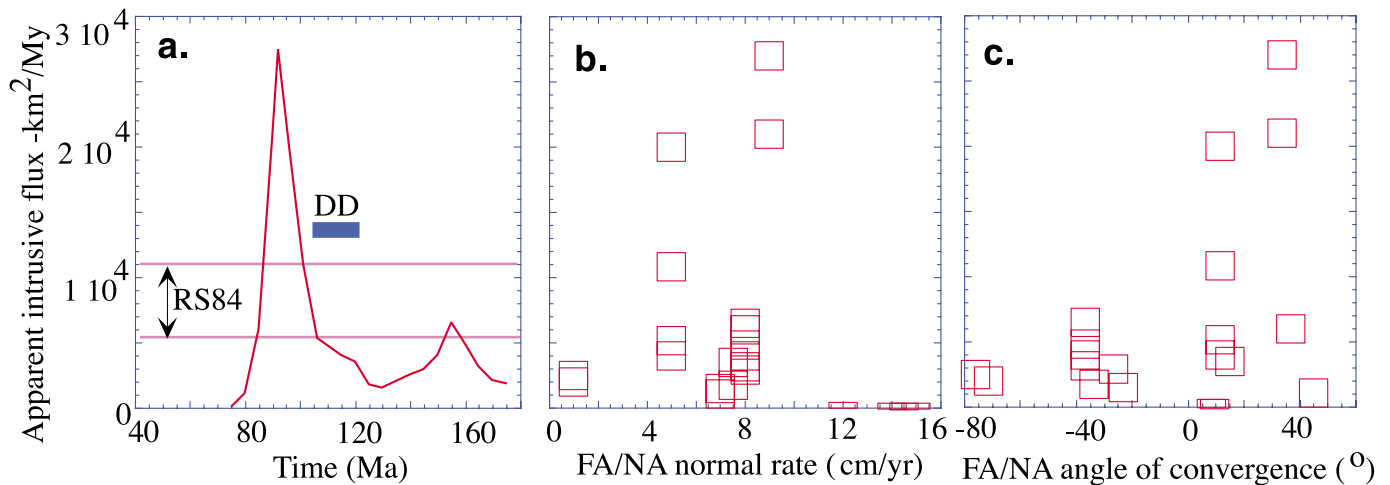 Apparent intrusive flux -km²/My
3 10⁴
2 10⁴
1 10⁴
0
a.
DD
RS84
40
80
120
160
Time (Ma)
b.
0
4
8
12
16
FA/NA normal rate (cm/yr)
c.
-80
-40
0
40
FA/NA angle of convergence (°)